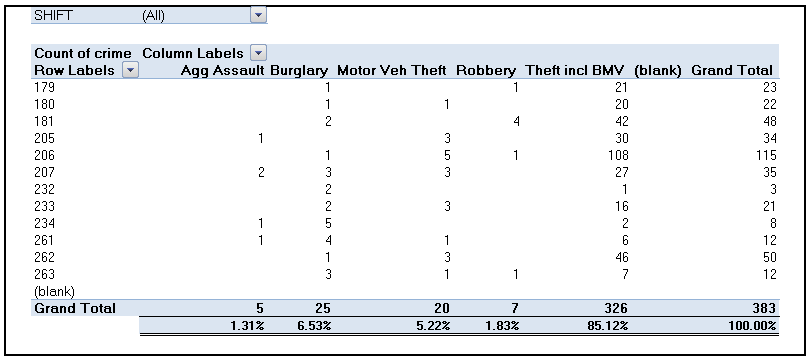 SHIFT (All)
Count of crime Column Labels
Row Labels Agg Assault Burglary Motor Veh Theft Robbery Theft incl BMV (blank) Grand Total
179 1 1 21 23
180 1 1 20 22
181 2 4 42 48
205 1 3 30 34
206 1 5 1 108 115
207 2 3 3 27 35
232 2 1 3
233 2 3 16 21
234 1 5 2 8
261 1 4 1 6 12
262 1 3 46 50
263 3 1 1 7 12
(blank)
Grand Total 5 25 20 7 326 383
1.31% 6.53% 5.22% 1.83% 85.12% 100.00%